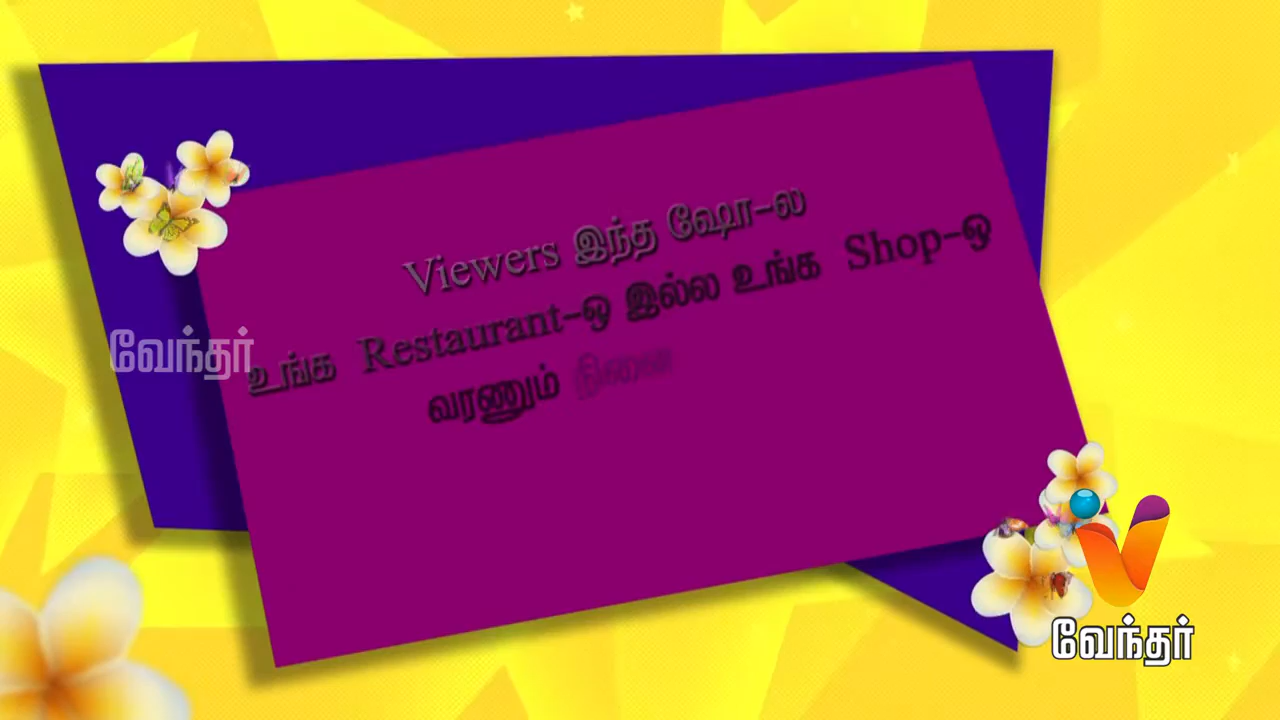 Viewers இந்த ஷோ-ல
உங்க Restaurant-ஒ இல்ல உங்க Shop-ஒ
வரணும்
வேந்தர்
வேந்தர்